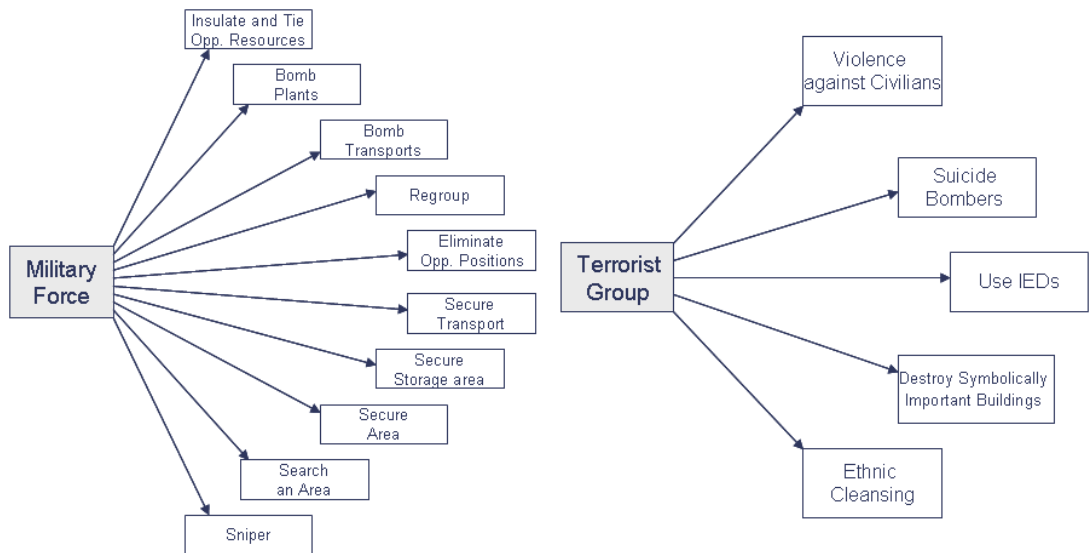 Insulate and Tie
Opp. Resources
Bomb
Plants
Bomb
Transports
Regroup
Eliminate
Opp. Positions
Military
Force
Secure
Transport
Secure
Storage area
Secure
Area
Search
an Area
Sniper
Violence
against Civilians
Suicide
Bombers
Terrorist
Group
Use IEDs
Destroy Symbolically
Important Buildings
Ethnic
Cleansing